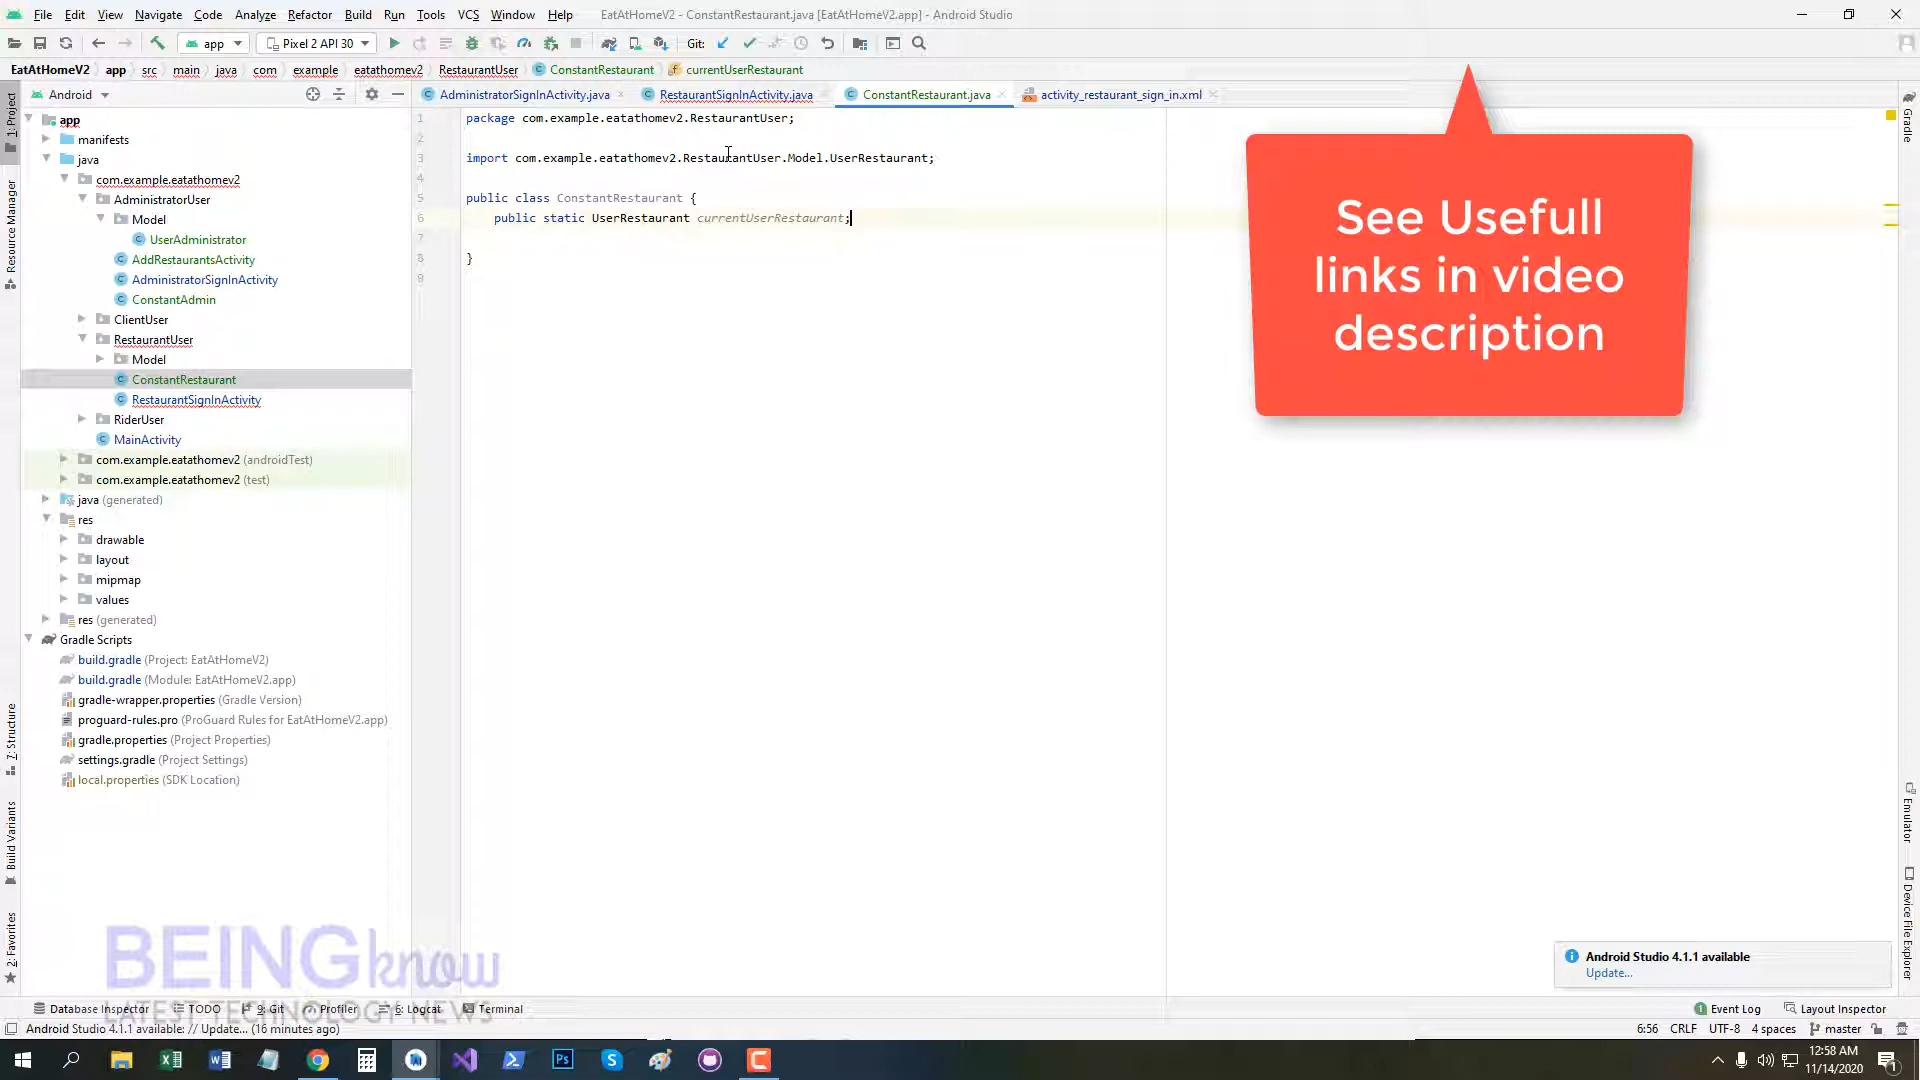 File Edit View Navigate Code Analyze Refactor Build Run Tools VCS Window Help EatAtHomeV2 - ConstantRestaurant.java [EatAtHomeV2.app] - Android Studio
app Pixel 2 API 30 Git:
EatAtHomeV2 app src main java com example eatathomev2 RestaurantUser ConstantRestaurant currentUserRestaurant
Android AdministratorSignInActivity.java RestaurantSignInActivity.java ConstantRestaurant.java activity_restaurant_sign_in.xml
1: Project
Resource Manager
7: Structure
Build Variants
2: Favorites
app
manifests
java
com.example.eatathomev2
AdministratorUser
Model
UserAdministrator
AddRestaurantsActivity
AdministratorSignInActivity
ConstantAdmin
ClientUser
RestaurantUser
Model
ConstantRestaurant
RestaurantSignInActivity
RiderUser
MainActivity
com.example.eatathomev2 (androidTest)
com.example.eatathomev2 (test)
java (generated)
res
drawable
layout
mipmap
values
res (generated)
Gradle Scripts
build.gradle (Project: EatAtHomeV2)
build.gradle (Module: EatAtHomeV2.app)
gradle-wrapper.properties (Gradle Version)
proguard-rules.pro (ProGuard Rules for EatAtHomeV2.app)
gradle.properties (Project Properties)
settings.gradle (Project Settings)
local.properties (SDK Location)
1 package com.example.eatathomev2.RestaurantUser;
2
3 import com.example.eatathomev2.RestaurantUser.Model.UserRestaurant;
4
5 public class ConstantRestaurant {
6 public static UserRestaurant currentUserRestaurant;
7
8 }
9
See Usefull
links in video
description
Gradle
Emulator
Device File Explorer
Android Studio 4.1.1 available
Update...
BEINGknow
LATEST TECHNOLOGY NEWS
Database Inspector TODO 9: Git Profiler 6: Logcat Terminal Event Log Layout Inspector
Android Studio 4.1.1 available: // Update... (16 minutes ago) 6:56 CRLF UTF-8 4 spaces master
12:58 AM
11/14/2020